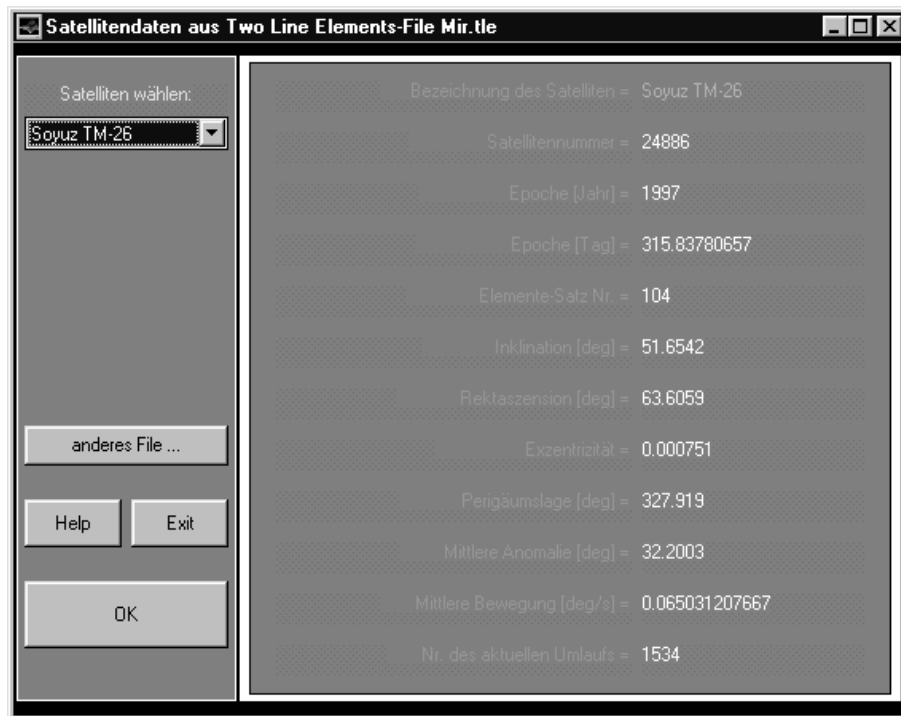 Satellitendaten aus Two Line Elements-File Mir.tle
Satelliten wählen:
Soyuz TM-26
anderes File ...
Help Exit
OK
Bezeichnung des Satelliten = Soyuz TM-26
Satellitennummer = 24886
Epoche [Jahr] = 1997
Epoche [Tag] = 315.83780657
Elemente-Satz Nr. = 104
Inklination [deg] = 51.6542
Rektaszension [deg] = 63.6059
Exzentrizität = 0.000751
Perigäumslage [deg] = 327.919
Mittlere Anomalie [deg] = 32.2003
Mittlere Bewegung [deg/s] = 0.065031207667
Nr. des aktuellen Umlaufs = 1534